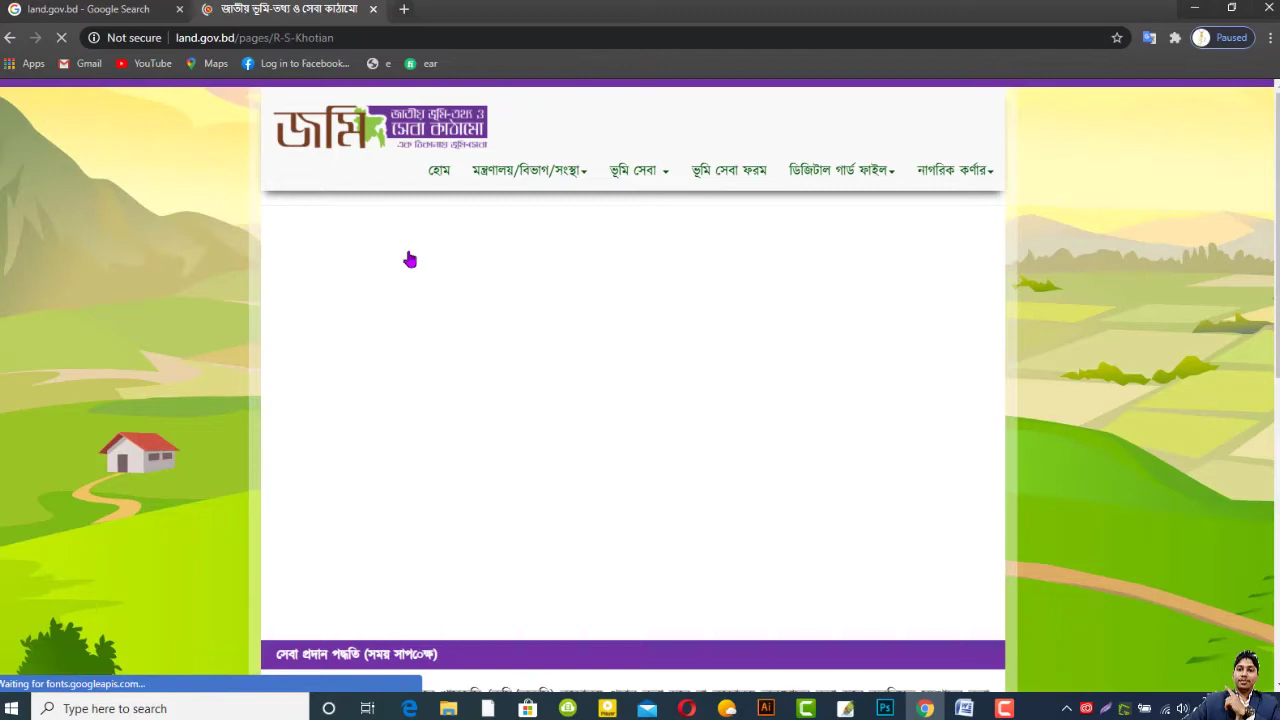 land.gov.bd - Google Search
জাতীয় ভূমি-তথ্য ও সেবা কাঠামো
Not secure
land.gov.bd/pages/R-S-Khotian
Paused
Apps
Gmail
YouTube
Maps
Log in to Facebook...
e
ear
জমি
জাতীয় ভূমি-তথ্য ও
সেবা কাঠামো
এক ঠিকানায় ভূমি-সেবা
হোম
মন্ত্রণালয়/বিভাগ/সংস্থা
ভূমি সেবা
ভূমি সেবা ফরম
ডিজিটাল গার্ড ফাইল
নাগরিক কর্ণার
সেবা প্রদান পদ্ধতি (সময় সাপেক্ষ)
Waiting for fonts.googleapis.com...
Type here to search